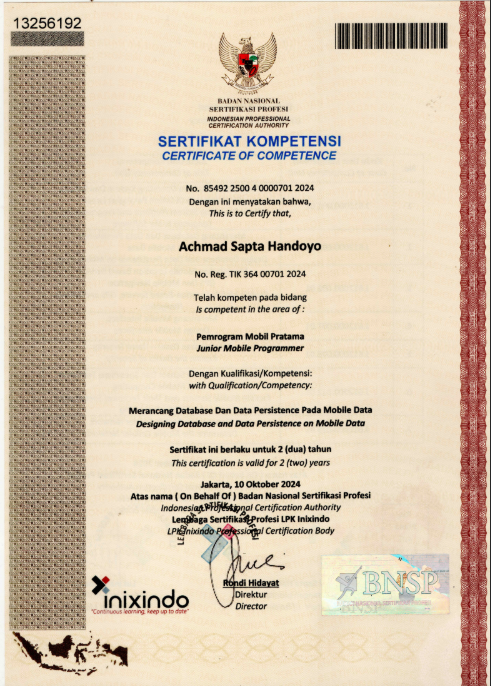 13256192
BADAN NASIONAL
SERTIFIKASI PROFESI
INDONESIAN PROFESSIONAL
CERTIFICATION AUTHORITY
SERTIFIKAT KOMPETENSI
CERTIFICATE OF COMPETENCE
No. 85492 2500 4 0000701 2024
Dengan ini menyatakan bahwa,
This is to Certify that,
Achmad Sapta Handoyo
No. Reg. TIK 364 00701 2024
Telah kompeten pada bidang
Is competent in the area of :
Pemrogram Mobil Pratama
Junior Mobile Programmer
Dengan Kualifikasi/Kompetensi:
with Qualification/Competency:
Merancang Database Dan Data Persistence Pada Mobile Data
Designing Database and Data Persistence on Mobile Data
Sertifikat ini berlaku untuk 2 (dua) tahun
This certification is valid for 2 (two) years
Jakarta, 10 Oktober 2024
Atas nama ( On Behalf Of ) Badan Nasional Sertifikasi Profesi
Indonesian Professional Certification Authority
Lembaga Sertifikasi Profesi LPK Inixindo
LPK Inixindo Professional Certification Body
LEMBAGA SERTIFIKASI PROFESI
Rondi Hidayat
Direktur
Director
inixindo
"Continuous learning, keep up to date"
BNSP
BNSP